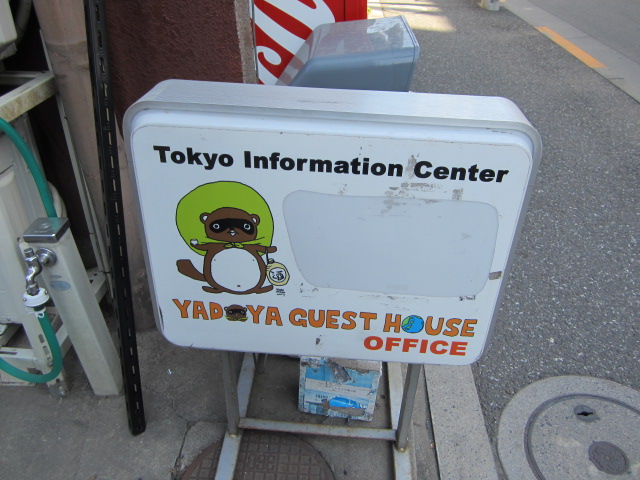 Tokyo Information Center
YADOYA GUEST HOUSE
OFFICE